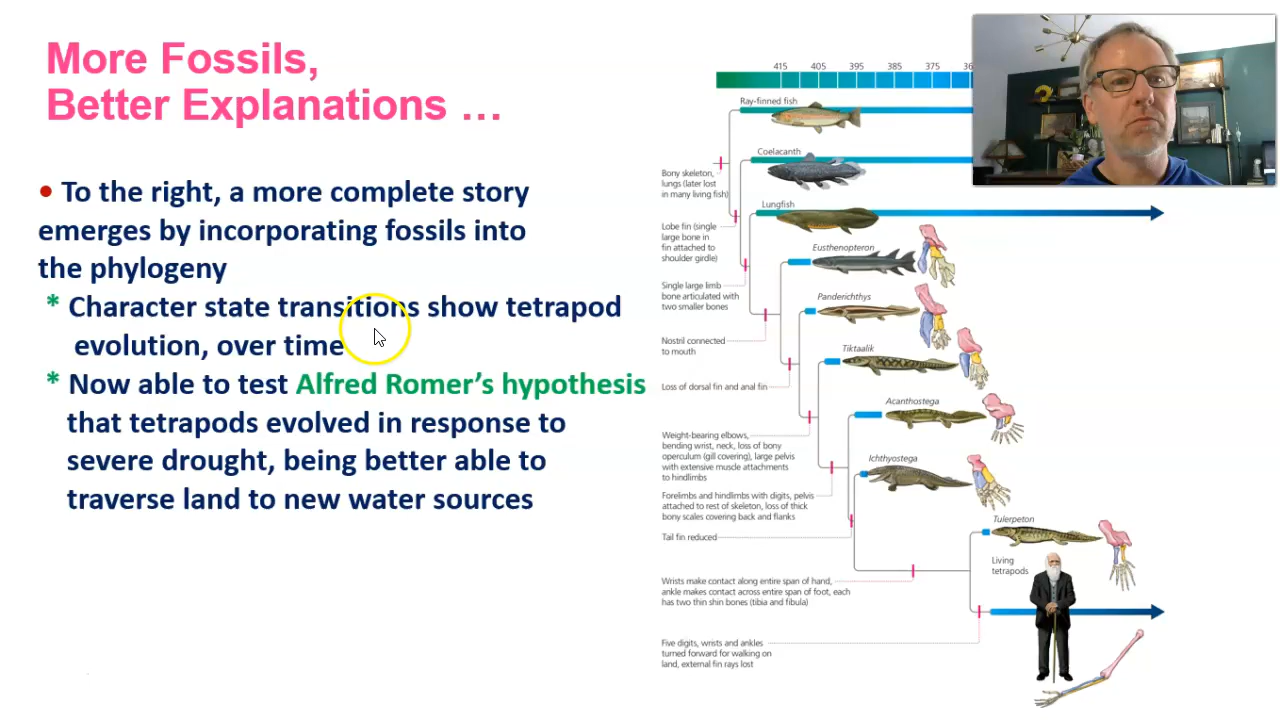 More Fossils,
Better Explanations …
• To the right, a more complete story
emerges by incorporating fossils into
the phylogeny
* Character state transitions show tetrapod
evolution, over time
* Now able to test Alfred Romer’s hypothesis
that tetrapods evolved in response to
severe drought, being better able to
traverse land to new water sources
415 405 395 385 375
Ray-finned fish
Coelacanth
Bony skeleton,
lungs (later lost
in many living fish)
Lungfish
Lobe fin (single
large bone in
fin attached to
shoulder girdle)
Eusthenopteron
Single large limb
bone articulated with
two smaller bones
Panderichthys
Nostril connected
to mouth
Tiktaalik
Loss of dorsal fin and anal fin
Acanthostega
Weight-bearing elbows,
bending wrist, neck, loss of bony
operculum (gill covering), large pelvis
with extensive muscle attachments
to hindlimbs
Ichthyostega
Forelimbs and hindlimbs with digits, pelvis
attached to rest of skeleton, loss of thick
bony scales covering back and flanks
Tulerpeton
Tail fin reduced
Living
tetrapods
Wrists make contact along entire span of hand,
ankle makes contact across entire span of foot, each
has two thin shin bones (tibia and fibula)
Five digits, wrists and ankles
turned forward for walking on
land, external fin rays lost